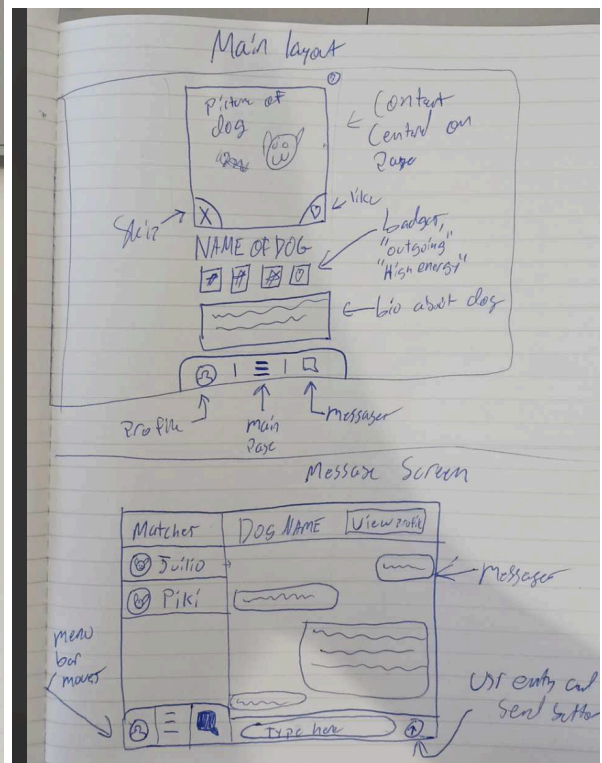 Main layout
?
Picture of
dog
← Content
Centered on
Page
X
like
Skip
NAME OF DOG
badges,
"outgoing"
"High energy"
# # #
bio about dog
Profile
main
Page
messages
Message Screen
Matches
DOG NAME
View profile
Juilio
Piki
messages
menu
bar
moves
Type here
entry and
Send button